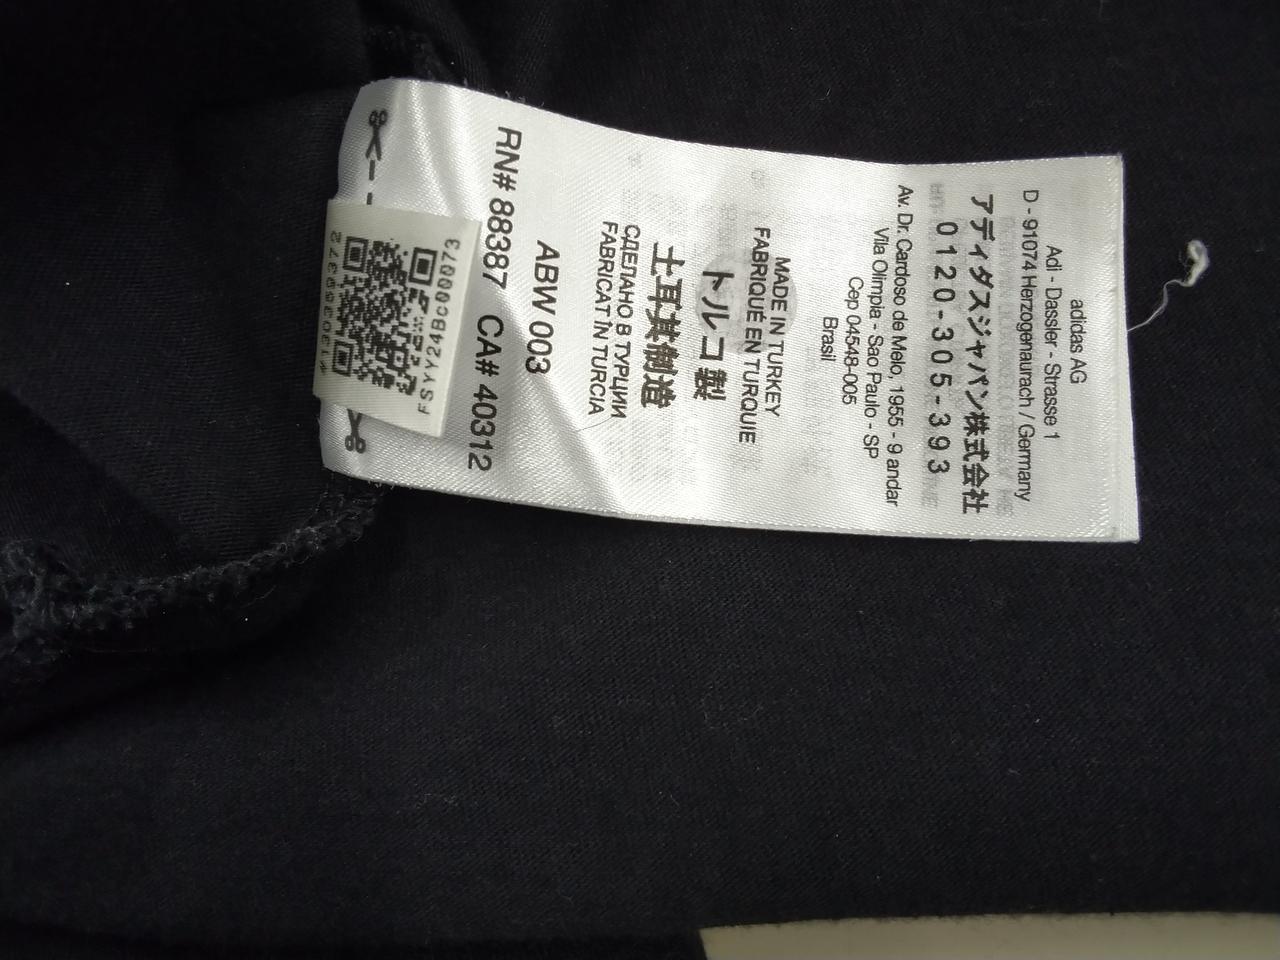 adidas AG
Adi - Dassler - Strasse 1
D - 91074 Herzogenaurach / Germany
アディダスジャパン株式会社
0120-305-393
Av. Dr. Cardoso de Melo, 1955 - 9 andar
Vila Olimpia - Sao Paulo - SP
Cep 04548-005
Brasil
MADE IN TURKEY
FABRIQUÉ EN TURQUIE
トルコ製
土耳其制造
СДЕЛАНО В ТУРЦИИ
FABRICAT ÎN TURCIA
ABW 003
RN# 88387 CA# 40312
FSYY24Bc00073